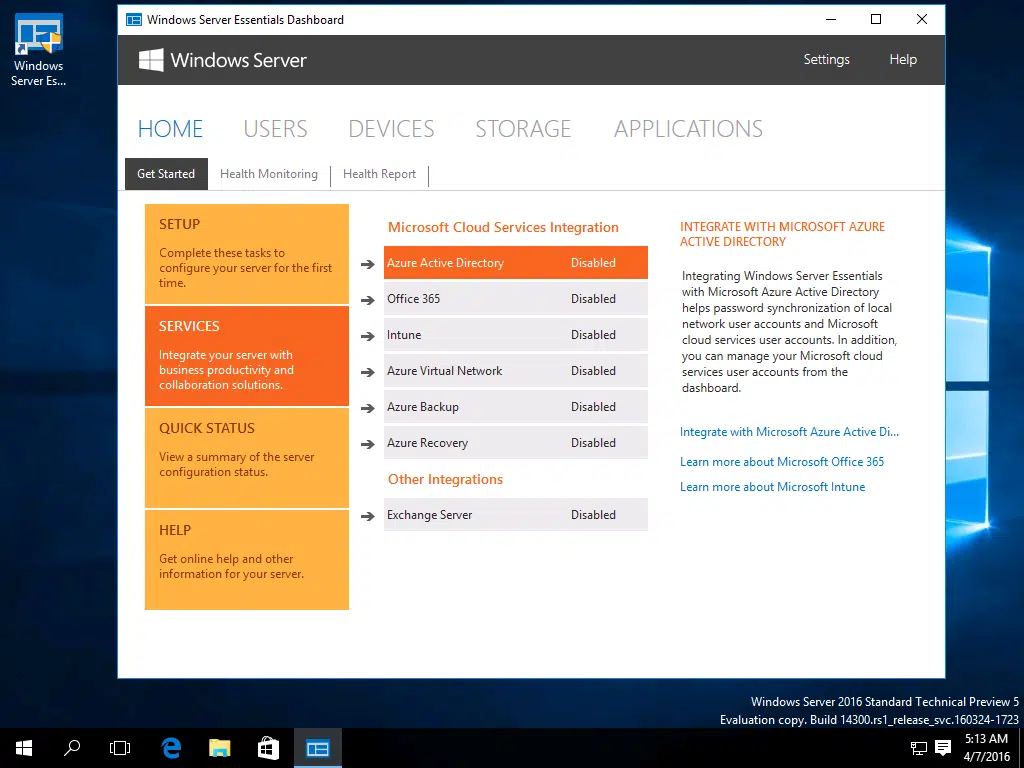 Windows Server Es...
Windows Server Essentials Dashboard
Windows Server
Settings
Help
HOME
USERS
DEVICES
STORAGE
APPLICATIONS
Get Started
Health Monitoring
Health Report
SETUP
Complete these tasks to
configure your server for the first
time.
SERVICES
Integrate your server with
business productivity and
collaboration solutions.
QUICK STATUS
View a summary of the server
configuration status.
HELP
Get online help and other
information for your server.
Microsoft Cloud Services Integration
Azure Active Directory Disabled
Office 365 Disabled
Intune Disabled
Azure Virtual Network Disabled
Azure Backup Disabled
Azure Recovery Disabled
Other Integrations
Exchange Server Disabled
INTEGRATE WITH MICROSOFT AZURE
ACTIVE DIRECTORY
Integrating Windows Server Essentials
with Microsoft Azure Active Directory
helps password synchronization of local
network user accounts and Microsoft
cloud services user accounts. In addition,
you can manage your Microsoft cloud
services user accounts from the
dashboard.
Integrate with Microsoft Azure Active Di...
Learn more about Microsoft Office 365
Learn more about Microsoft Intune
Windows Server 2016 Standard Technical Preview 5
Evaluation copy. Build 14300.rs1_release_svc.160324-1723
5:13 AM
4/7/2016